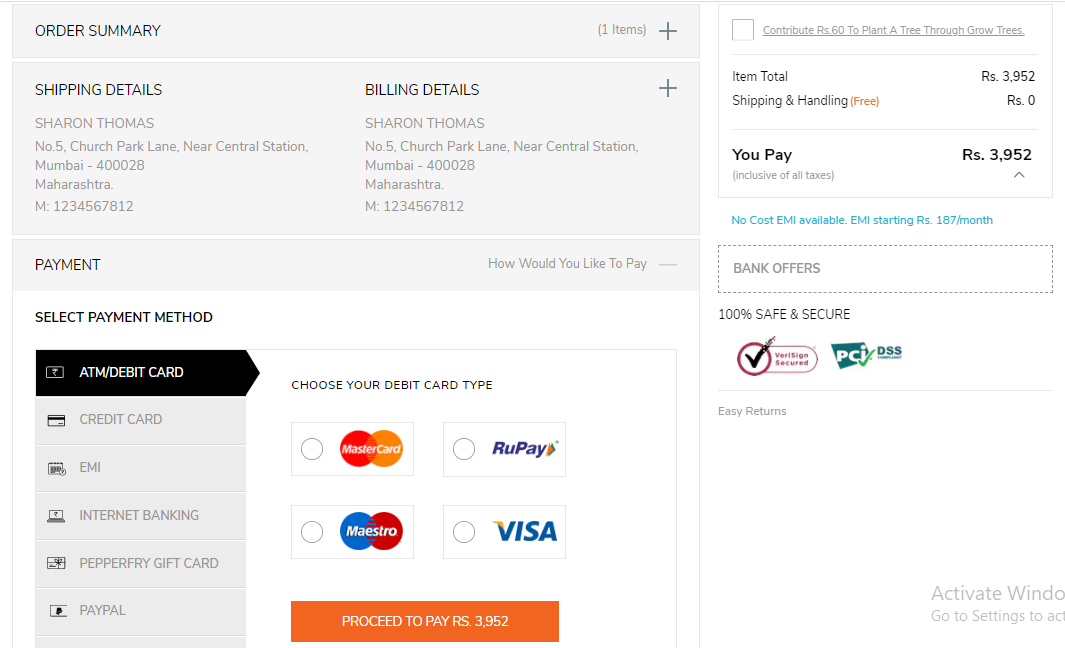 ORDER SUMMARY
(1 Items)
SHIPPING DETAILS
SHARON THOMAS
No.5, Church Park Lane, Near Central Station,
Mumbai - 400028
Maharashtra.
M: 1234567812
BILLING DETAILS
SHARON THOMAS
No.5, Church Park Lane, Near Central Station,
Mumbai - 400028
Maharashtra.
M: 1234567812
PAYMENT
How Would You Like To Pay
SELECT PAYMENT METHOD
ATM/DEBIT CARD
CREDIT CARD
EMI
INTERNET BANKING
PEPPERFRY GIFT CARD
PAYPAL
CHOOSE YOUR DEBIT CARD TYPE
MasterCard
RuPay
Maestro
VISA
PROCEED TO PAY RS. 3,952
Contribute Rs.60 To Plant A Tree Through Grow Trees.
Item Total Rs. 3,952
Shipping & Handling (Free) Rs. 0
You Pay Rs. 3,952
(inclusive of all taxes)
No Cost EMI available. EMI starting Rs. 187/month
BANK OFFERS
100% SAFE & SECURE
VeriSign
Secured
PCi DSS
COMPLIANT
Easy Returns
Activate Windo
Go to Settings to act